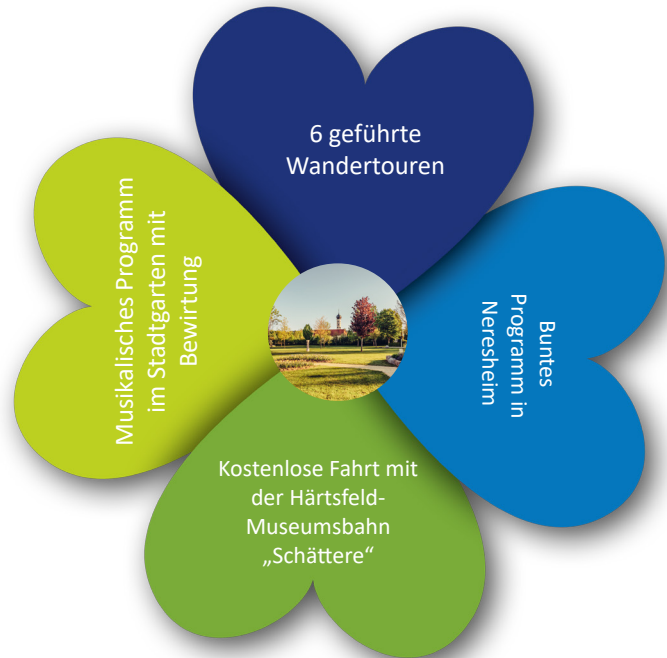 6 geführte
Wandertouren
Buntes
Programm in
Neresheim
Kostenlose Fahrt mit
der Härtsfeld-
Museumsbahn
„Schättere“
Musikalisches Programm
im Stadtgarten mit
Bewirtung